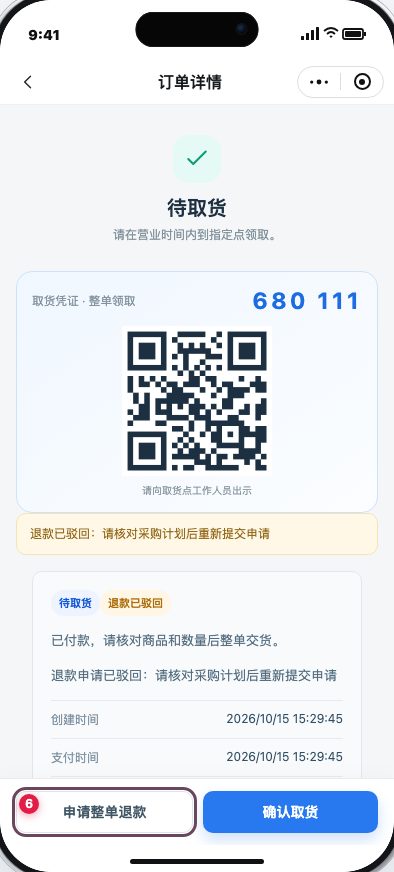 9:41
订单详情
待取货
请在营业时间内到指定点领取。
取货凭证 · 整单领取
680 111
请向取货点工作人员出示
退款已驳回：请核对采购计划后重新提交申请
待取货 退款已驳回
已付款，请核对商品和数量后整单交货。
退款申请已驳回：请核对采购计划后重新提交申请
创建时间 2026/10/15 15:29:45
支付时间 2026/10/15 15:29:45
6 申请整单退款 确认取货